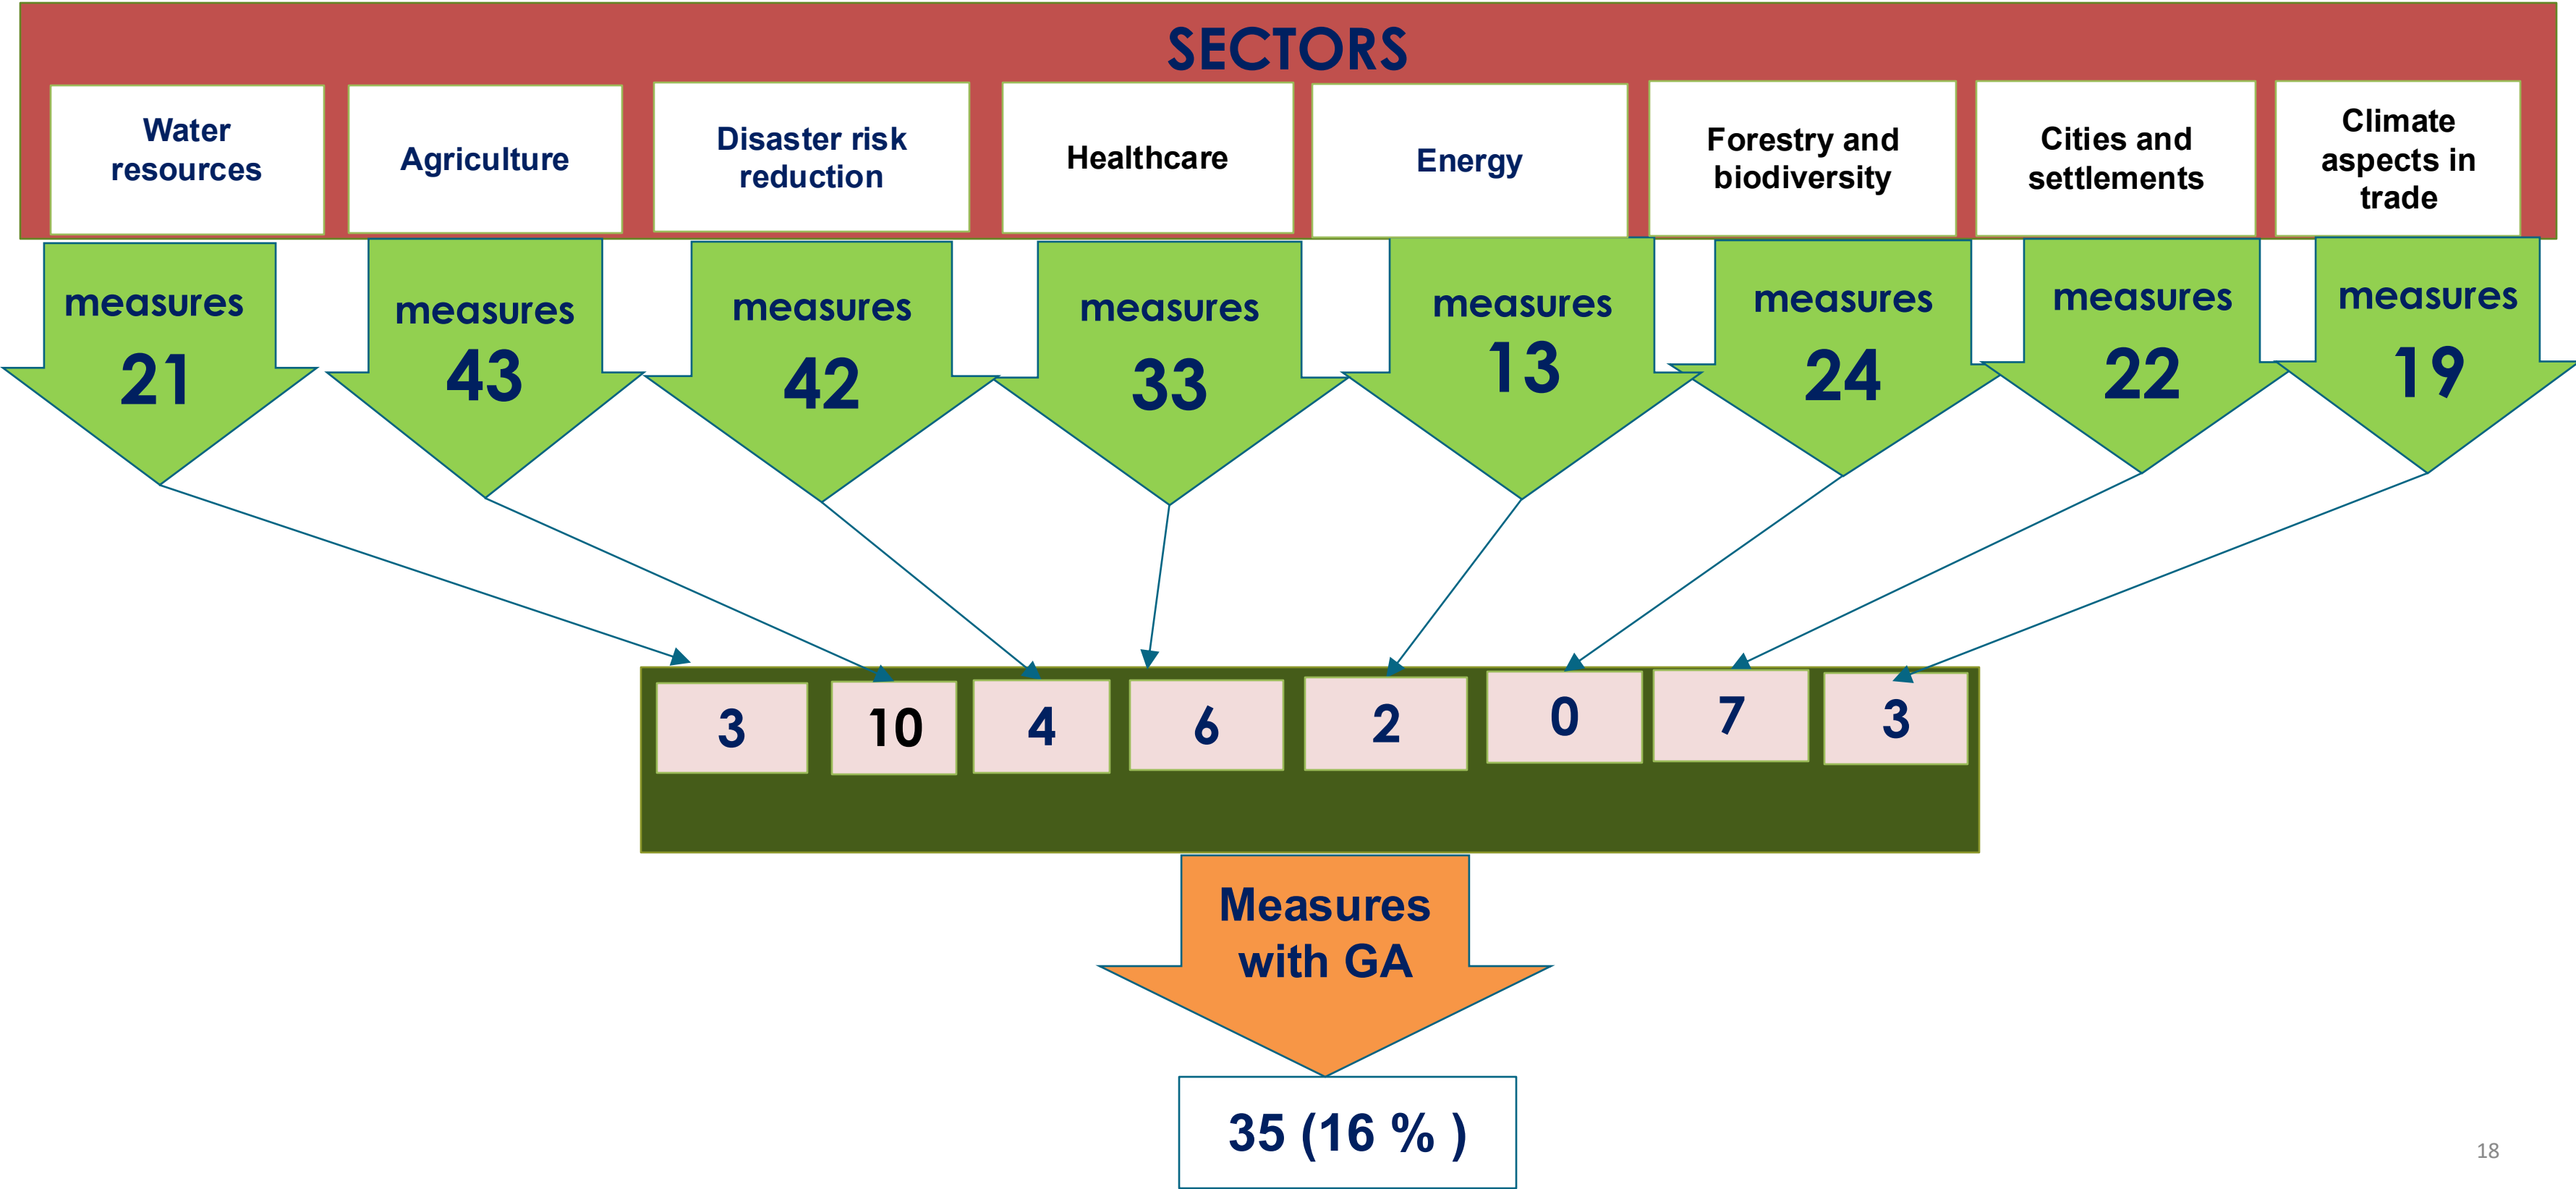 SECTORS
Water
resources
Agriculture
Disaster risk
reduction
Healthcare
Energy
Forestry and
biodiversity
Cities and
settlements
Climate
aspects in
trade
measures
21
measures
43
measures
42
measures
33
measures
13
measures
24
measures
22
measures
19
3
10
4
6
2
0
7
3
Measures
with GA
35 (16 % )
18